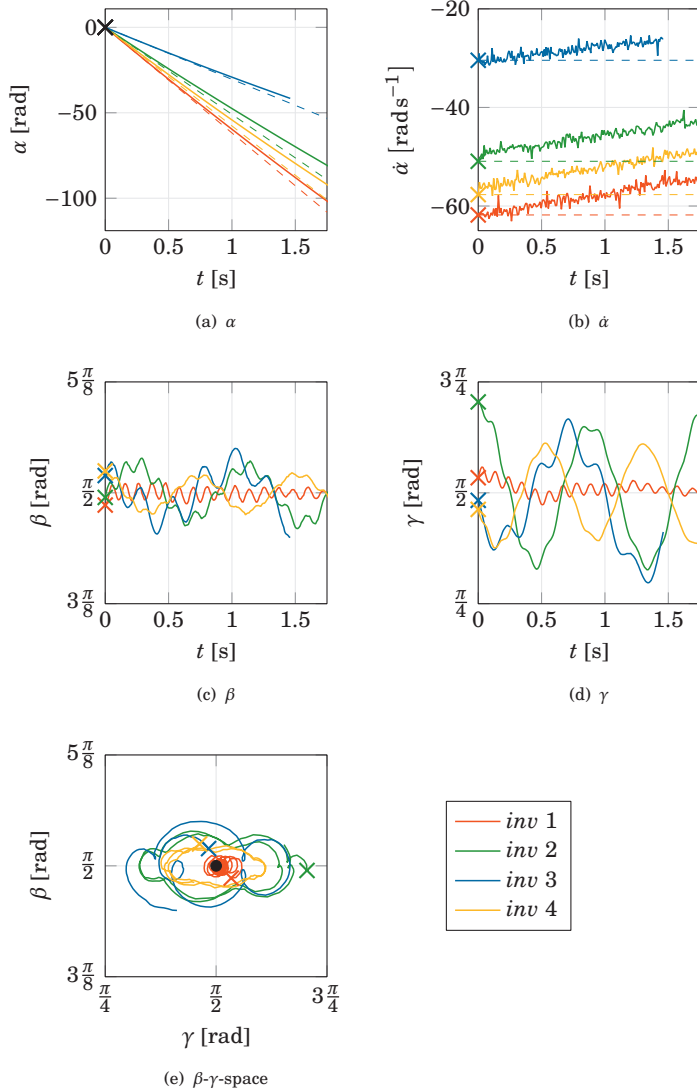 0
−50
−100
α [rad]
0 0.5 1 1.5
t [s]
(a) α
−20
−40
−60
α̇ [rads⁻¹]
0 0.5 1 1.5
t [s]
(b) α̇
5 π/8
π/2
3 π/8
β [rad]
0 0.5 1 1.5
t [s]
(c) β
3 π/4
π/2
π/4
γ [rad]
0 0.5 1 1.5
t [s]
(d) γ
5 π/8
π/2
3 π/8
β [rad]
π/4 π/2 3 π/4
γ [rad]
(e) β-γ-space
inv 1
inv 2
inv 3
inv 4